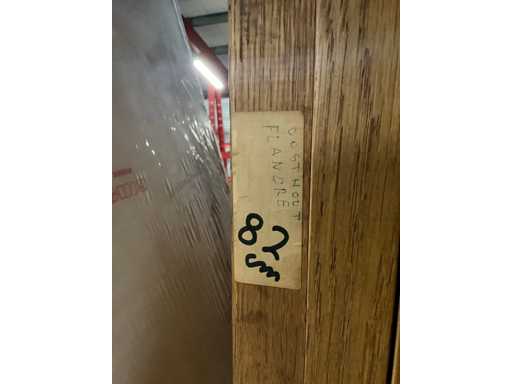 OOSTHOUT
FLANDRE
82
cm